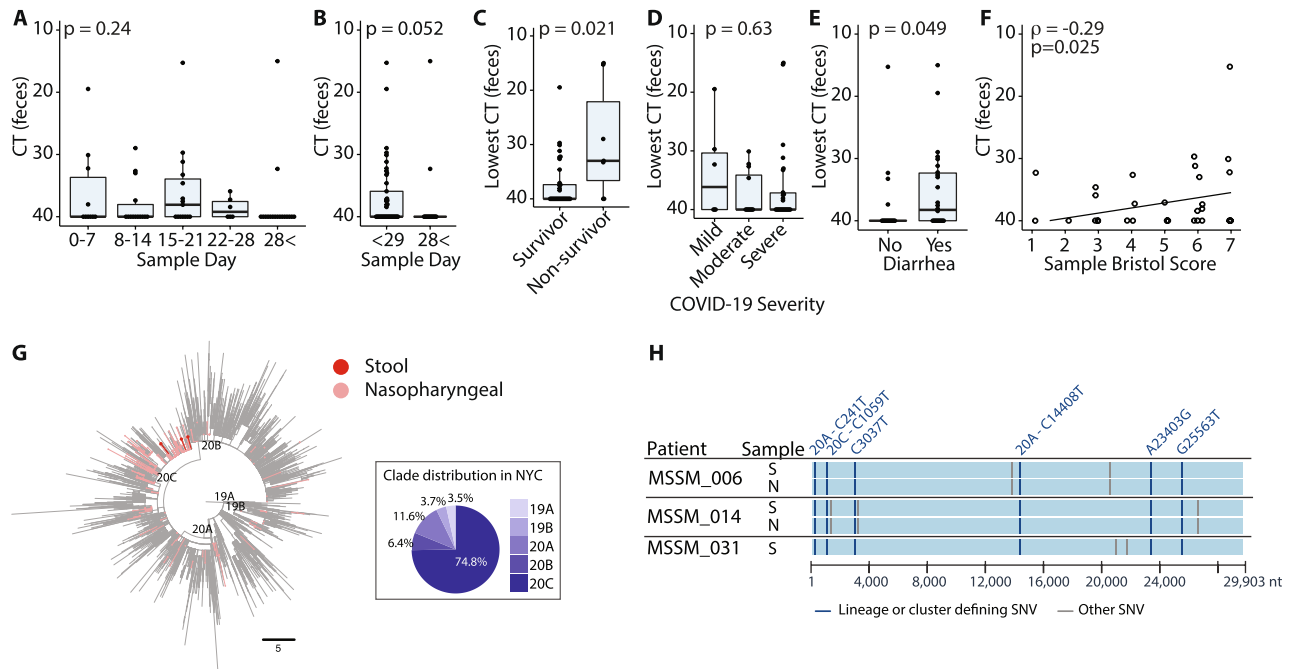 A
p = 0.24
CT (feces)
10
20
30
40
0-7
8-14
15-21
22-28
28<
Sample Day
B
p = 0.052
CT (feces)
10
20
30
40
<29
28<
Sample Day
C
p = 0.021
Lowest CT (feces)
10
20
30
40
Survivor
Non-survivor
D
p = 0.63
Lowest CT (feces)
10
20
30
40
Mild
Moderate
Severe
COVID-19 Severity
E
p = 0.049
Lowest CT (feces)
10
20
30
40
No
Yes
Diarrhea
F
ρ = -0.29
p=0.025
CT (feces)
10
20
30
40
1
2
3
4
5
6
7
Sample Bristol Score
G
Stool
Nasopharyngeal
20B
20C
19A
19B
20A
5
Clade distribution in NYC
3.7%
3.5%
11.6%
6.4%
74.8%
19A
19B
20A
20B
20C
H
20A - C241T
20C - C1059T
C3037T
20A - C14408T
A23403G
G25563T
Patient
Sample
MSSM_006
S
N
MSSM_014
S
N
MSSM_031
S
1
4,000
8,000
12,000
16,000
20,000
24,000
29,903 nt
Lineage or cluster defining SNV
Other SNV